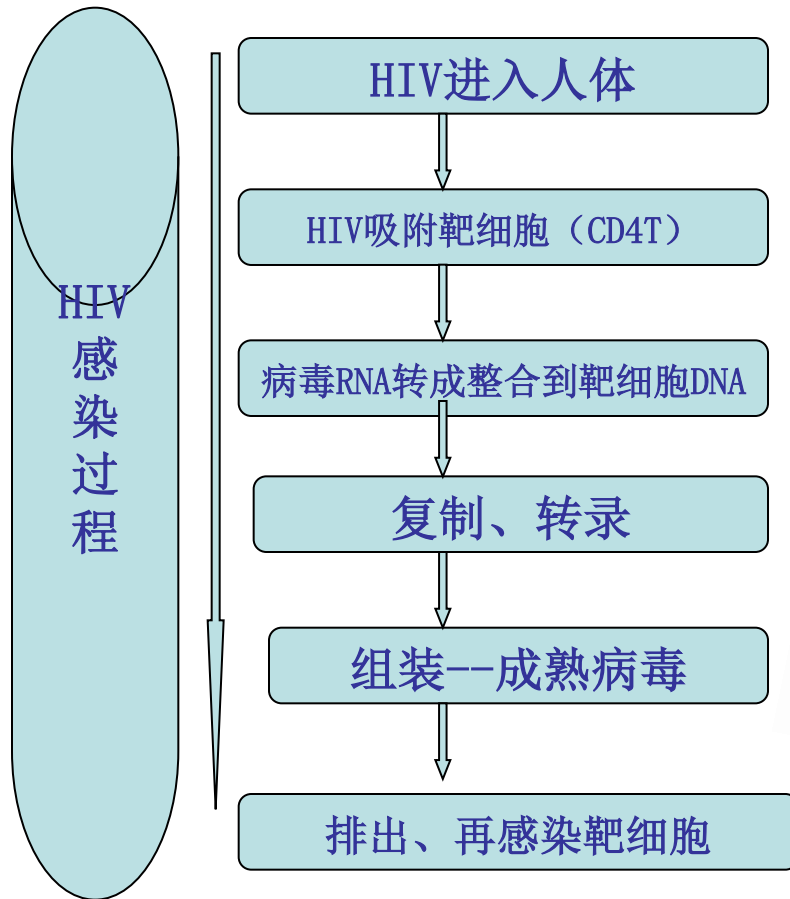 HIV
感
染
过
程
HIV进入人体
HIV吸附靶细胞（CD4T）
病毒RNA转成整合到靶细胞DNA
复制、转录
组装--成熟病毒
排出、再感染靶细胞